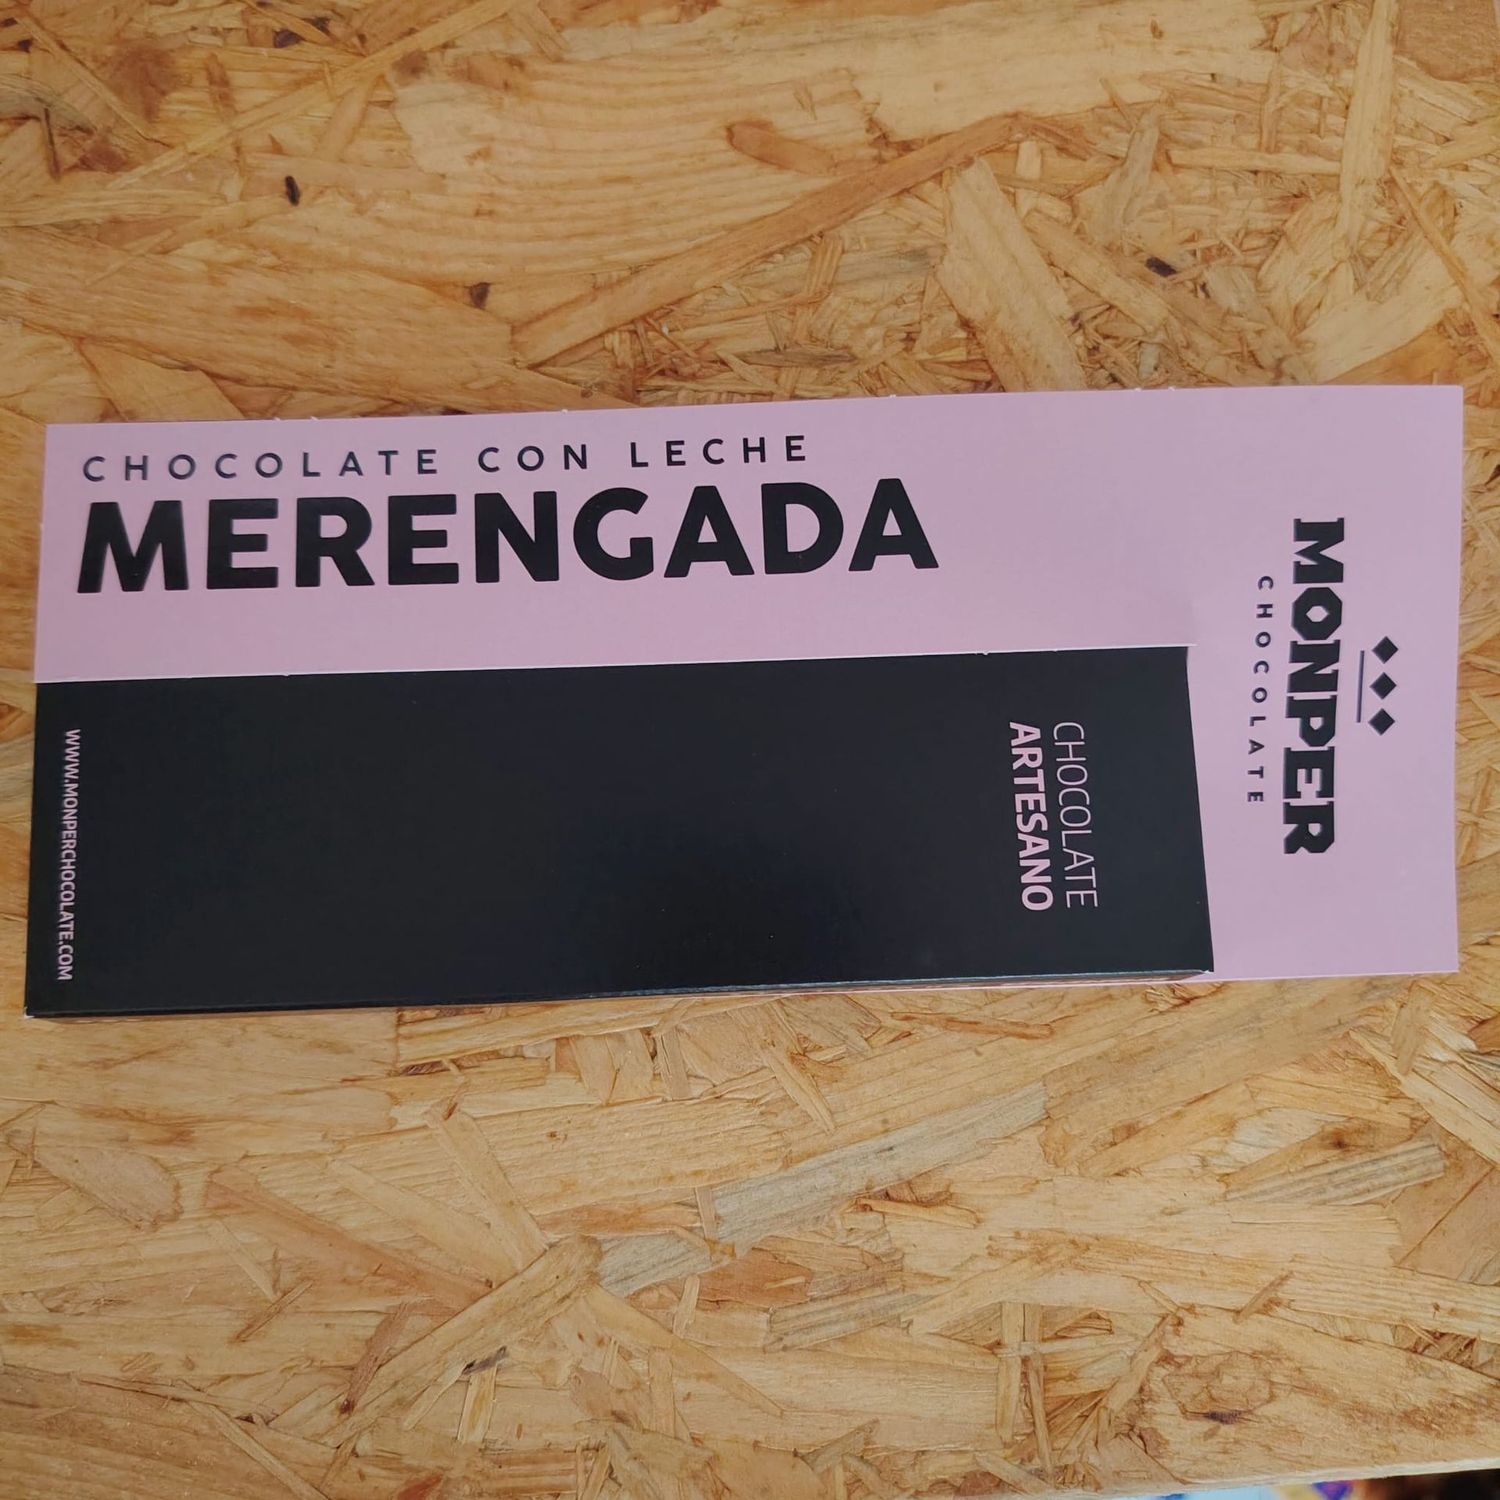 CHOCOLATE CON LECHE
MERENGADA
MONPER
CHOCOLATE
CHOCOLATE
ARTESANO
WWW.MONPERCHOCOLATE.COM